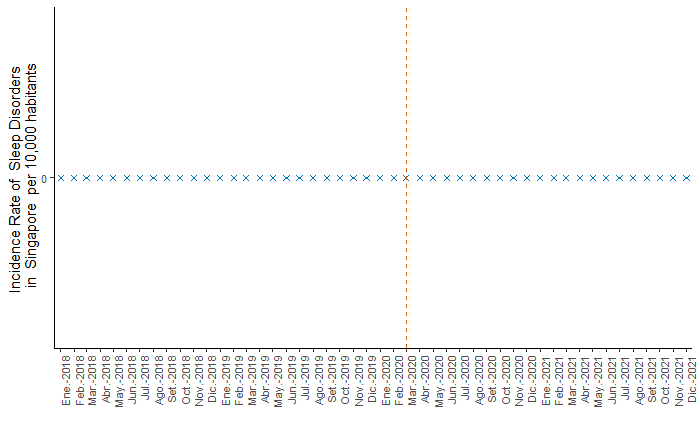 Incidence Rate of Sleep Disorders
in Singapore per 10,000 habitants
0
Ene.-2018
Feb.-2018
Mar.-2018
Abr.-2018
May.-2018
Jun.-2018
Jul.-2018
Ago.-2018
Set.-2018
Oct.-2018
Nov.-2018
Dic.-2018
Ene.-2019
Feb.-2019
Mar.-2019
Abr.-2019
May.-2019
Jun.-2019
Jul.-2019
Ago.-2019
Set.-2019
Oct.-2019
Nov.-2019
Dic.-2019
Ene.-2020
Feb.-2020
Mar.-2020
Abr.-2020
May.-2020
Jun.-2020
Jul.-2020
Ago.-2020
Set.-2020
Oct.-2020
Nov.-2020
Dic.-2020
Ene.-2021
Feb.-2021
Mar.-2021
Abr.-2021
May.-2021
Jun.-2021
Jul.-2021
Ago.-2021
Set.-2021
Oct.-2021
Nov.-2021
Dic.-2021